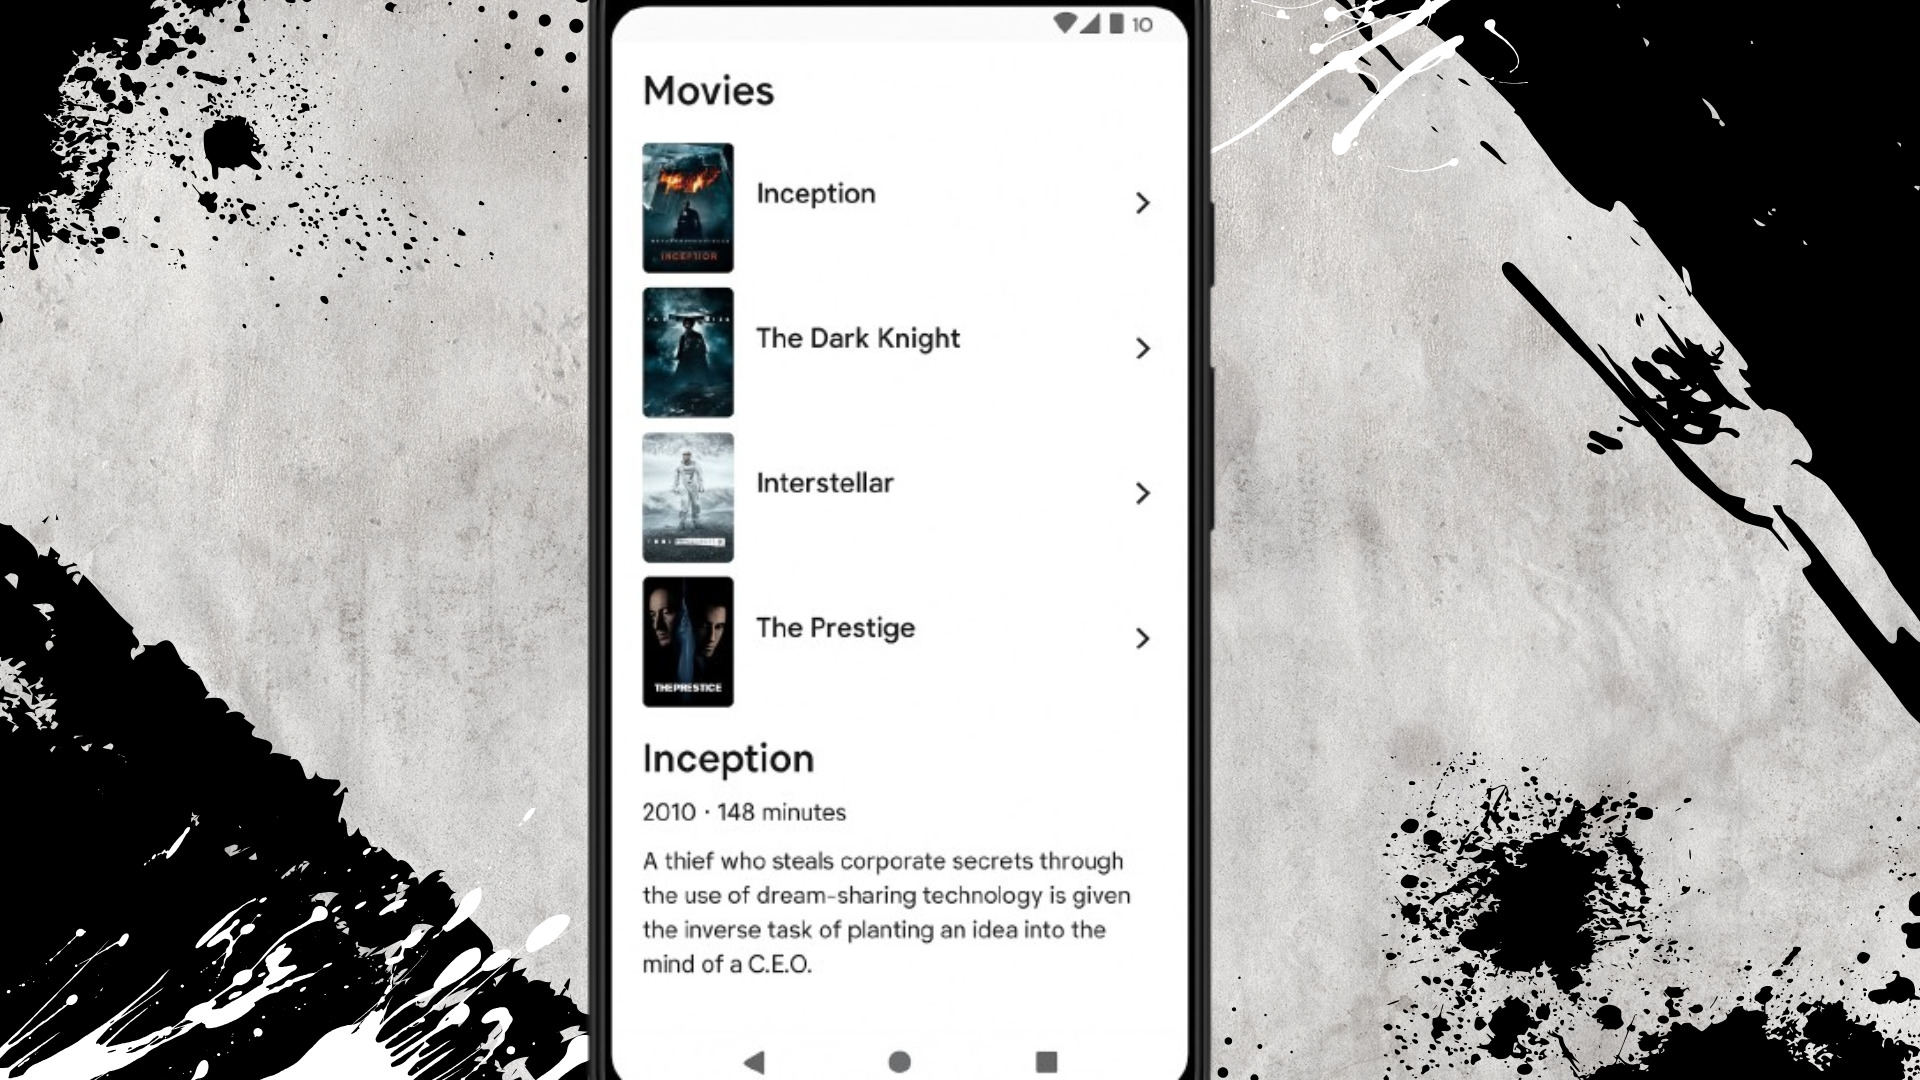 10
Movies
Inception
INCEPTION
The Dark Knight
Interstellar
The Prestige
THEPRESTICE
Inception
2010 · 148 minutes
A thief who steals corporate secrets through
the use of dream-sharing technology is given
the inverse task of planting an idea into the
mind of a C.E.O.